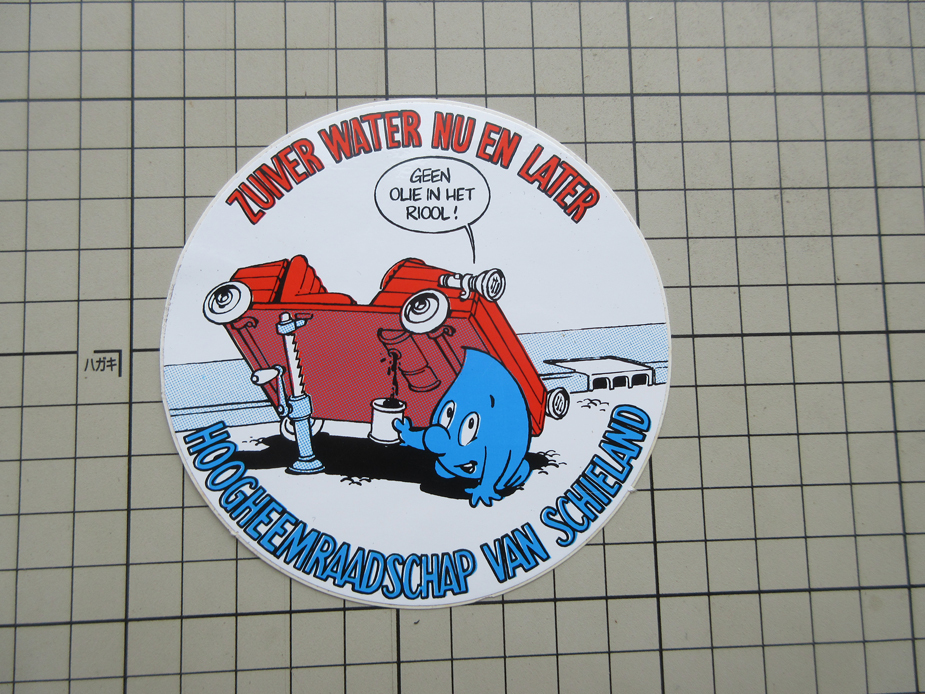 ZUIVER WATER NU EN LATER
GEEN
OLIE IN HET
RIOOL!
ハガキ
HOOGHEEMRAADSCHAP VAN SCHIELAND